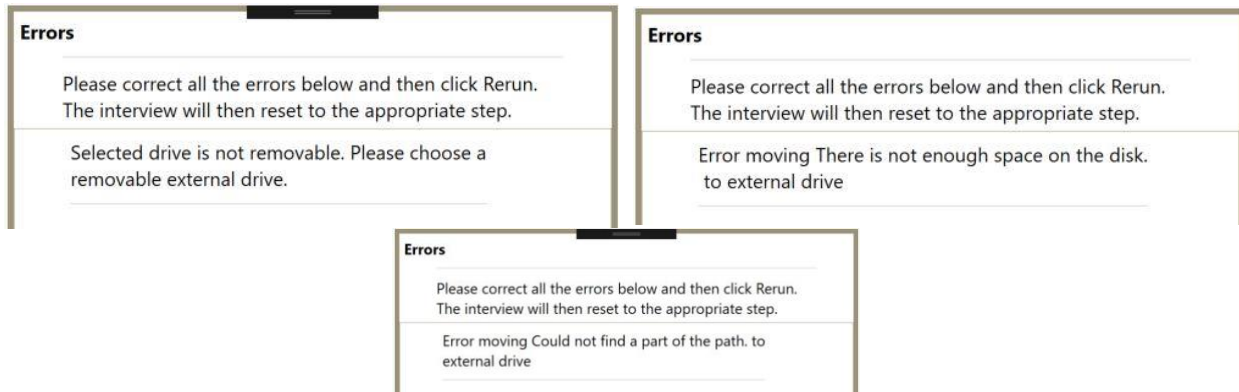 Errors
Please correct all the errors below and then click Rerun.
The interview will then reset to the appropriate step.
Selected drive is not removable. Please choose a
removable external drive.
Errors
Please correct all the errors below and then click Rerun.
The interview will then reset to the appropriate step.
Error moving There is not enough space on the disk.
to external drive
Errors
Please correct all the errors below and then click Rerun.
The interview will then reset to the appropriate step.
Error moving Could not find a part of the path. to
external drive